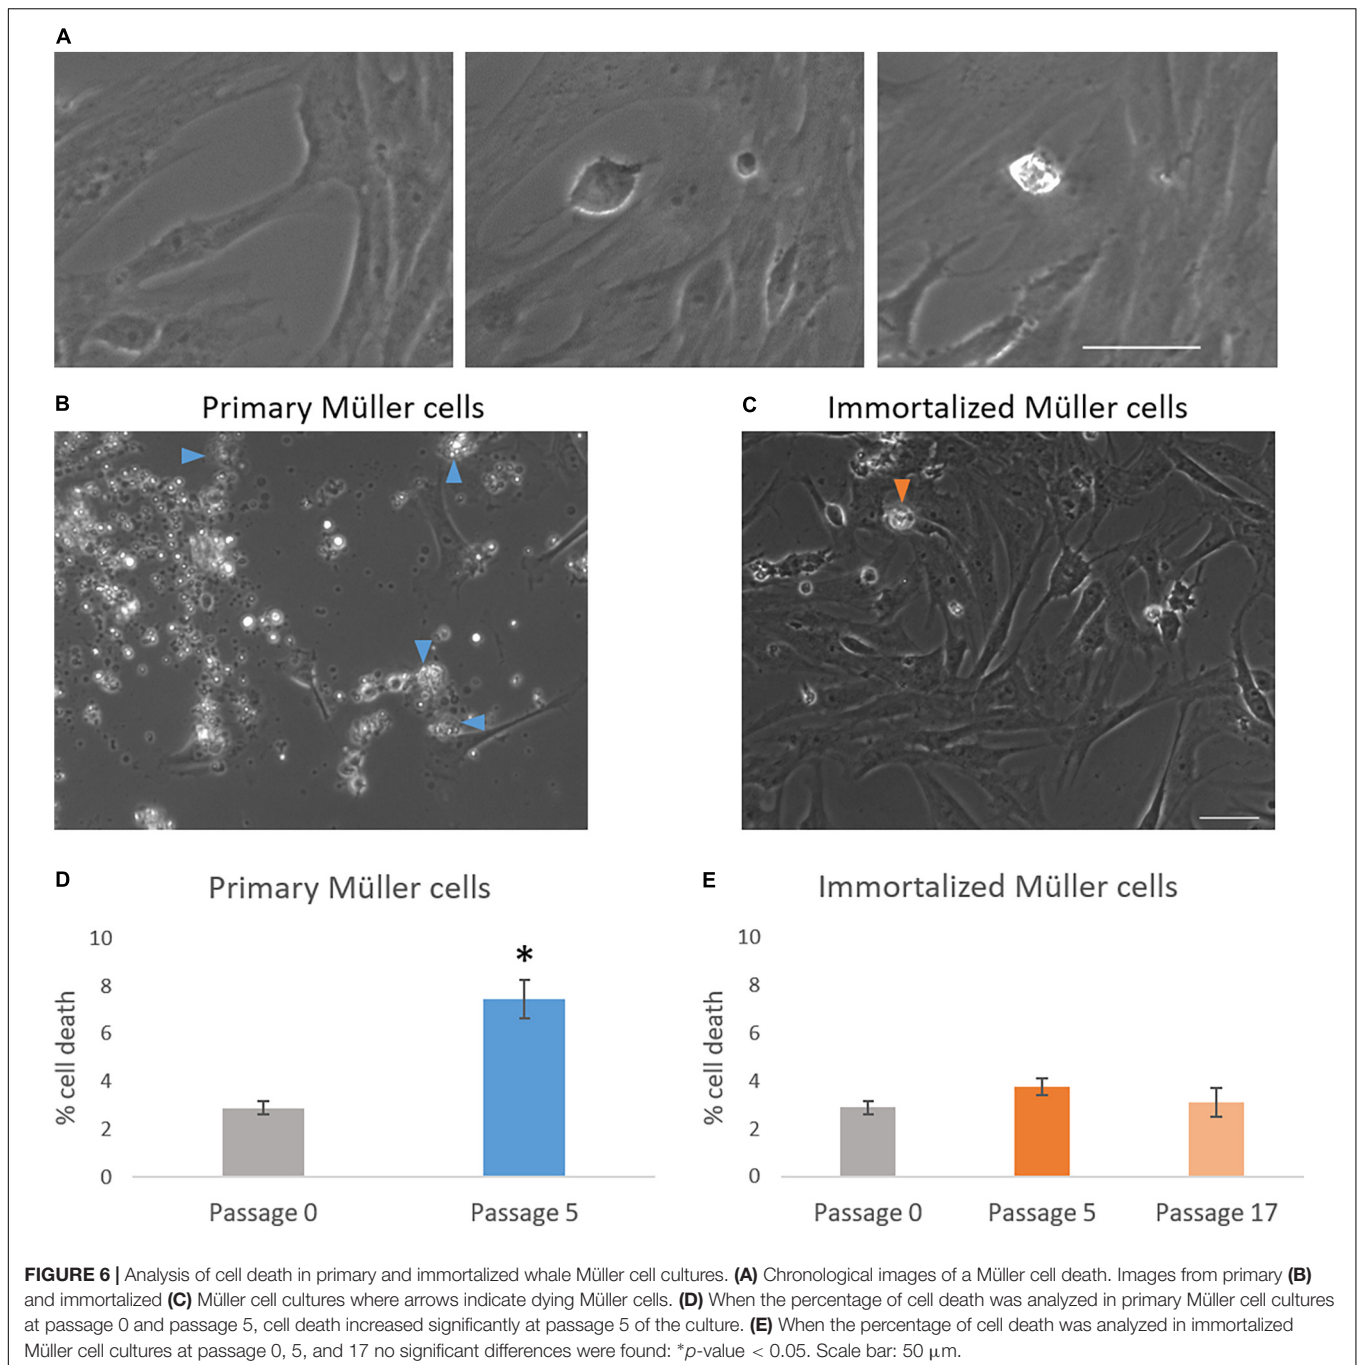 A
B
Primary Müller cells
C
Immortalized Müller cells
D
Primary Müller cells
10
8
6
4
2
0
% cell death
*
Passage 0
Passage 5
E
Immortalized Müller cells
10
8
6
4
2
0
% cell death
Passage 0
Passage 5
Passage 17
FIGURE 6 | Analysis of cell death in primary and immortalized whale Müller cell cultures. (A) Chronological images of a Müller cell death. Images from primary (B)
and immortalized (C) Müller cell cultures where arrows indicate dying Müller cells. (D) When the percentage of cell death was analyzed in primary Müller cell cultures
at passage 0 and passage 5, cell death increased significantly at passage 5 of the culture. (E) When the percentage of cell death was analyzed in immortalized
Müller cell cultures at passage 0, 5, and 17 no significant differences were found: *p-value < 0.05. Scale bar: 50 μm.